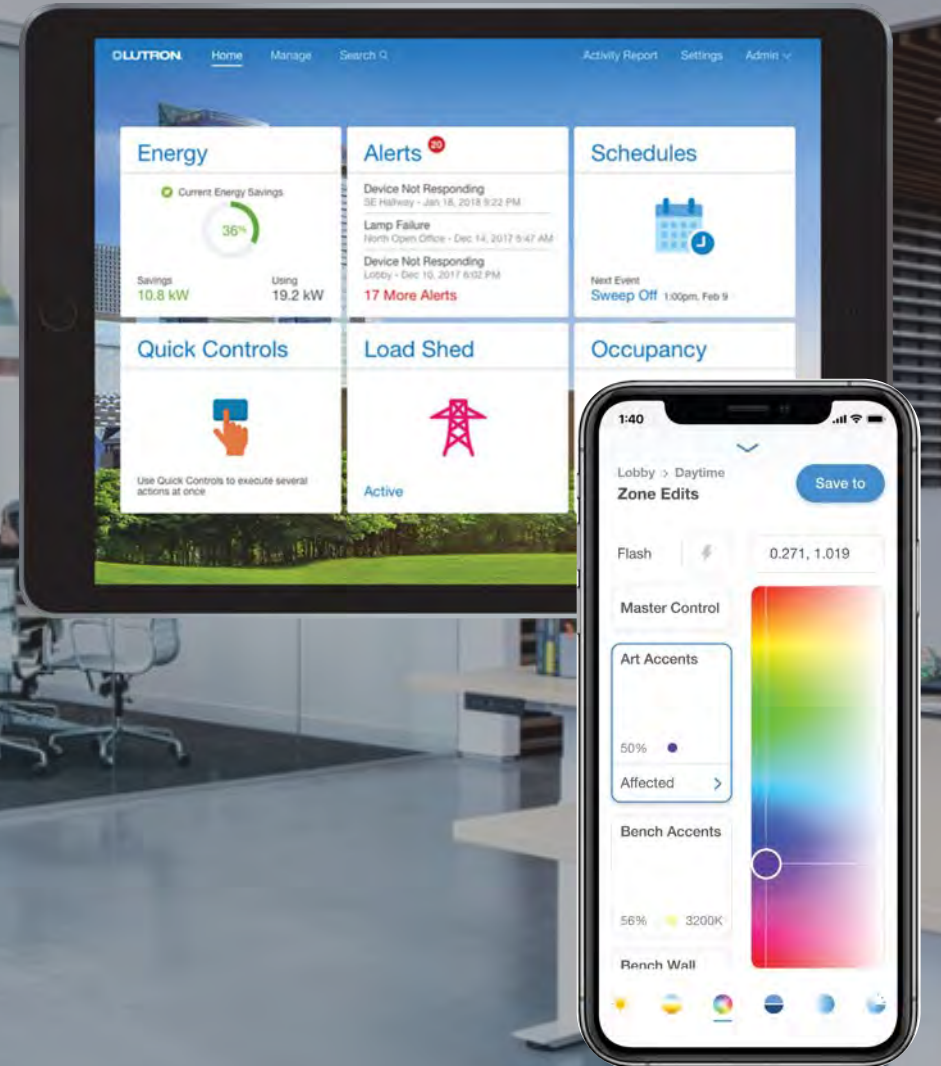 LUTRON
Home Manage Search
Activity Report Settings Admin
Energy
Current Energy Savings
36%
Savings
10.8 kW
Using
19.2 kW
Alerts 20
Device Not Responding
SE Hallway - Jan 18, 2018 9:22 PM
Lamp Failure
North Open Office - Dec 14, 2017 5:47 AM
Device Not Responding
Lobby - Dec 10, 2017 6:02 PM
17 More Alerts
Schedules
Next Event
Sweep Off 1:00pm, Feb 9
Quick Controls
Use Quick Controls to execute several
actions at once
Load Shed
Active
Occupancy
1:40
Lobby > Daytime
Zone Edits
Save to
Flash
0.271, 1.019
Master Control
Art Accents
50%
Affected >
Bench Accents
56% 3200K
Bench Wall